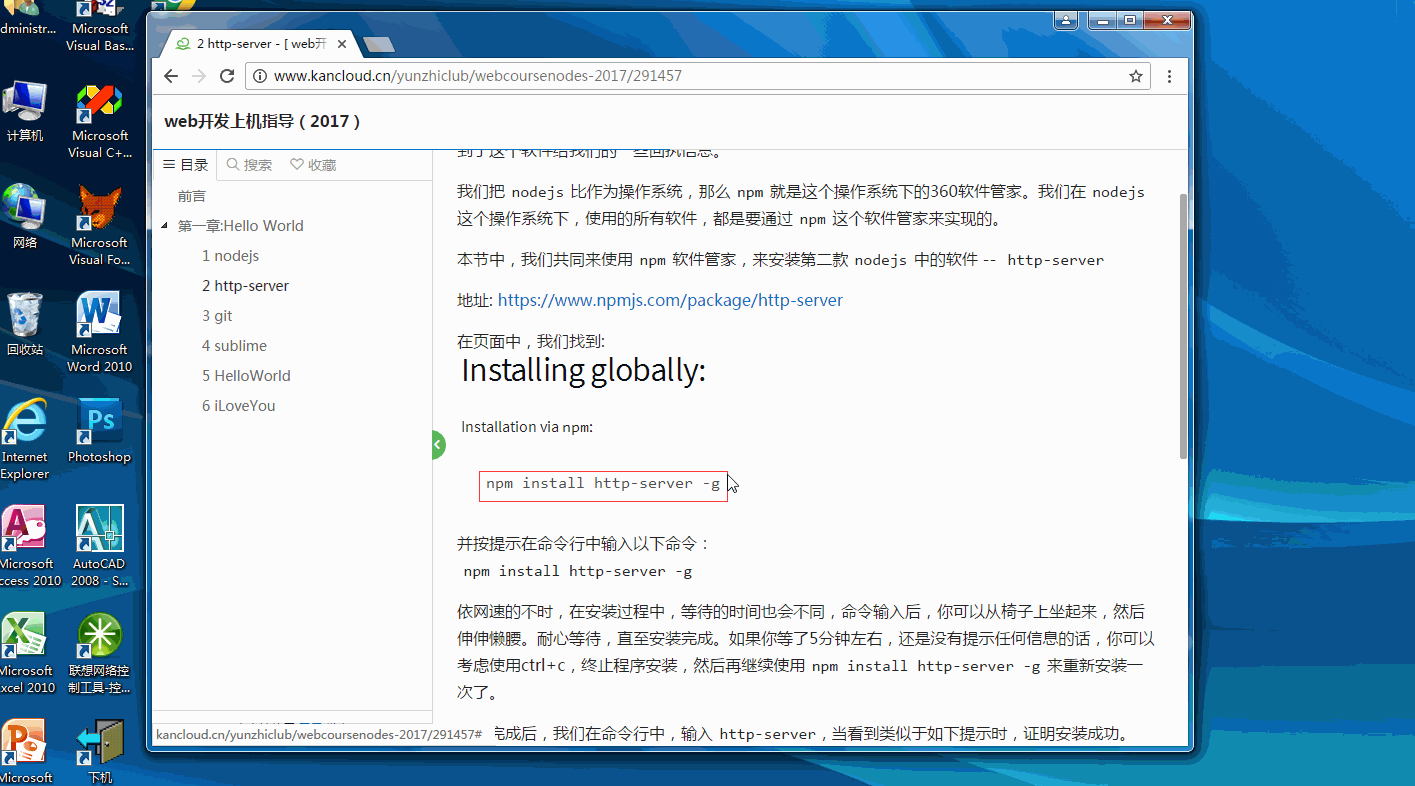 dministr...
Microsoft
Visual Bas...
计算机
Microsoft
Visual C+...
网络
Microsoft
Visual Fo...
回收站
Microsoft
Word 2010
Internet
Explorer
Photoshop
Microsoft
ccess 2010
AutoCAD
2008 - S...
Microsoft
xcel 2010
联想网络控
制工具-控...
Microsoft
下机
2 http-server - [ web开
www.kancloud.cn/yunzhiclub/webcoursenodes-2017/291457
web开发上机指导（2017）
目录
搜索
收藏
前言
第一章:Hello World
1 nodejs
2 http-server
3 git
4 sublime
5 HelloWorld
6 iLoveYou
到了这个软件给我们的一些回执信息。
我们把 nodejs 比作为操作系统，那么 npm 就是这个操作系统下的360软件管家。我们在 nodejs
这个操作系统下，使用的所有软件，都是要通过 npm 这个软件管家来实现的。
本节中，我们共同来使用 npm 软件管家，来安装第二款 nodejs 中的软件 -- http-server
地址: https://www.npmjs.com/package/http-server
在页面中，我们找到:
Installing globally:
Installation via npm:
npm install http-server -g
并按提示在命令行中输入以下命令：
npm install http-server -g
依网速的不时，在安装过程中，等待的时间也会不同，命令输入后，你可以从椅子上坐起来，然后
伸伸懒腰。耐心等待，直至安装完成。如果你等了5分钟左右，还是没有提示任何信息的话，你可以
考虑使用ctrl+c，终止程序安装，然后再继续使用 npm install http-server -g 来重新安装一
次了。
完成后，我们在命令行中，输入 http-server，当看到类似于如下提示时，证明安装成功。
kancloud.cn/yunzhiclub/webcoursenodes-2017/291457#